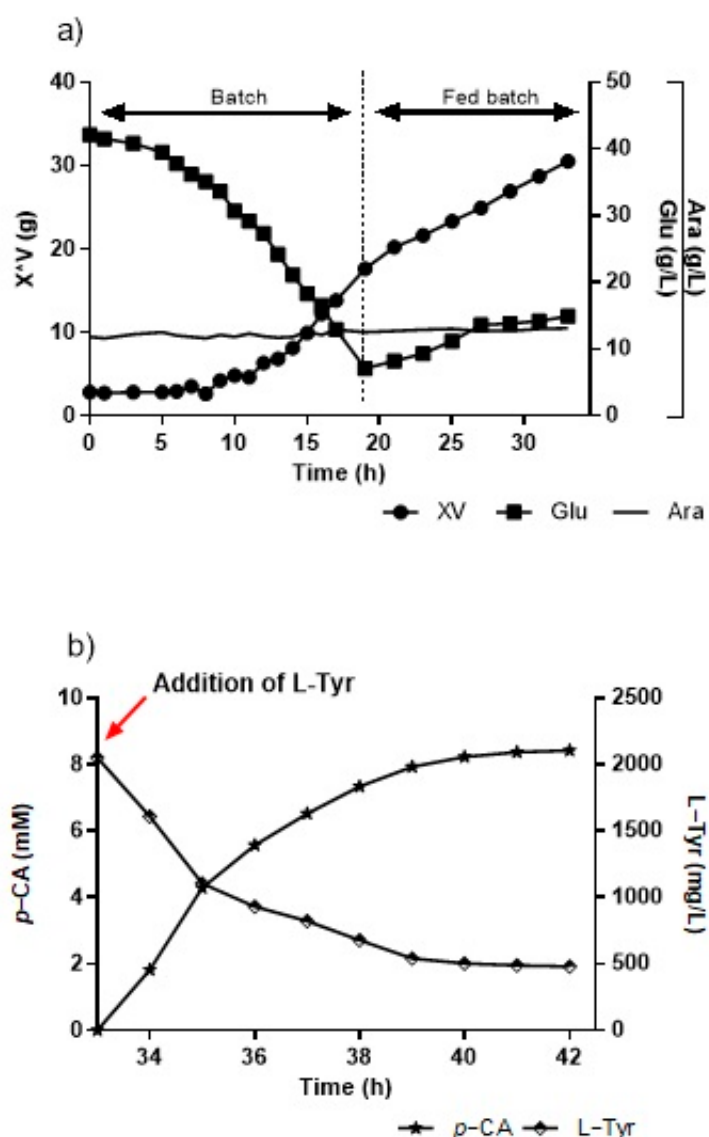 a)
40
30
20
10
0
X^V (g)
Batch
Fed batch
50
40
30
20
10
0
Glu (g/L)
Ara (g/L)
0 5 10 15 20 25 30
Time (h)
XV Glu Ara
b)
Addition of L-Tyr
10
8
6
4
2
0
p-CA (mM)
2500
2000
1500
1000
500
0
L-Tyr (mg/L)
34 36 38 40 42
Time (h)
p-CA L-Tyr